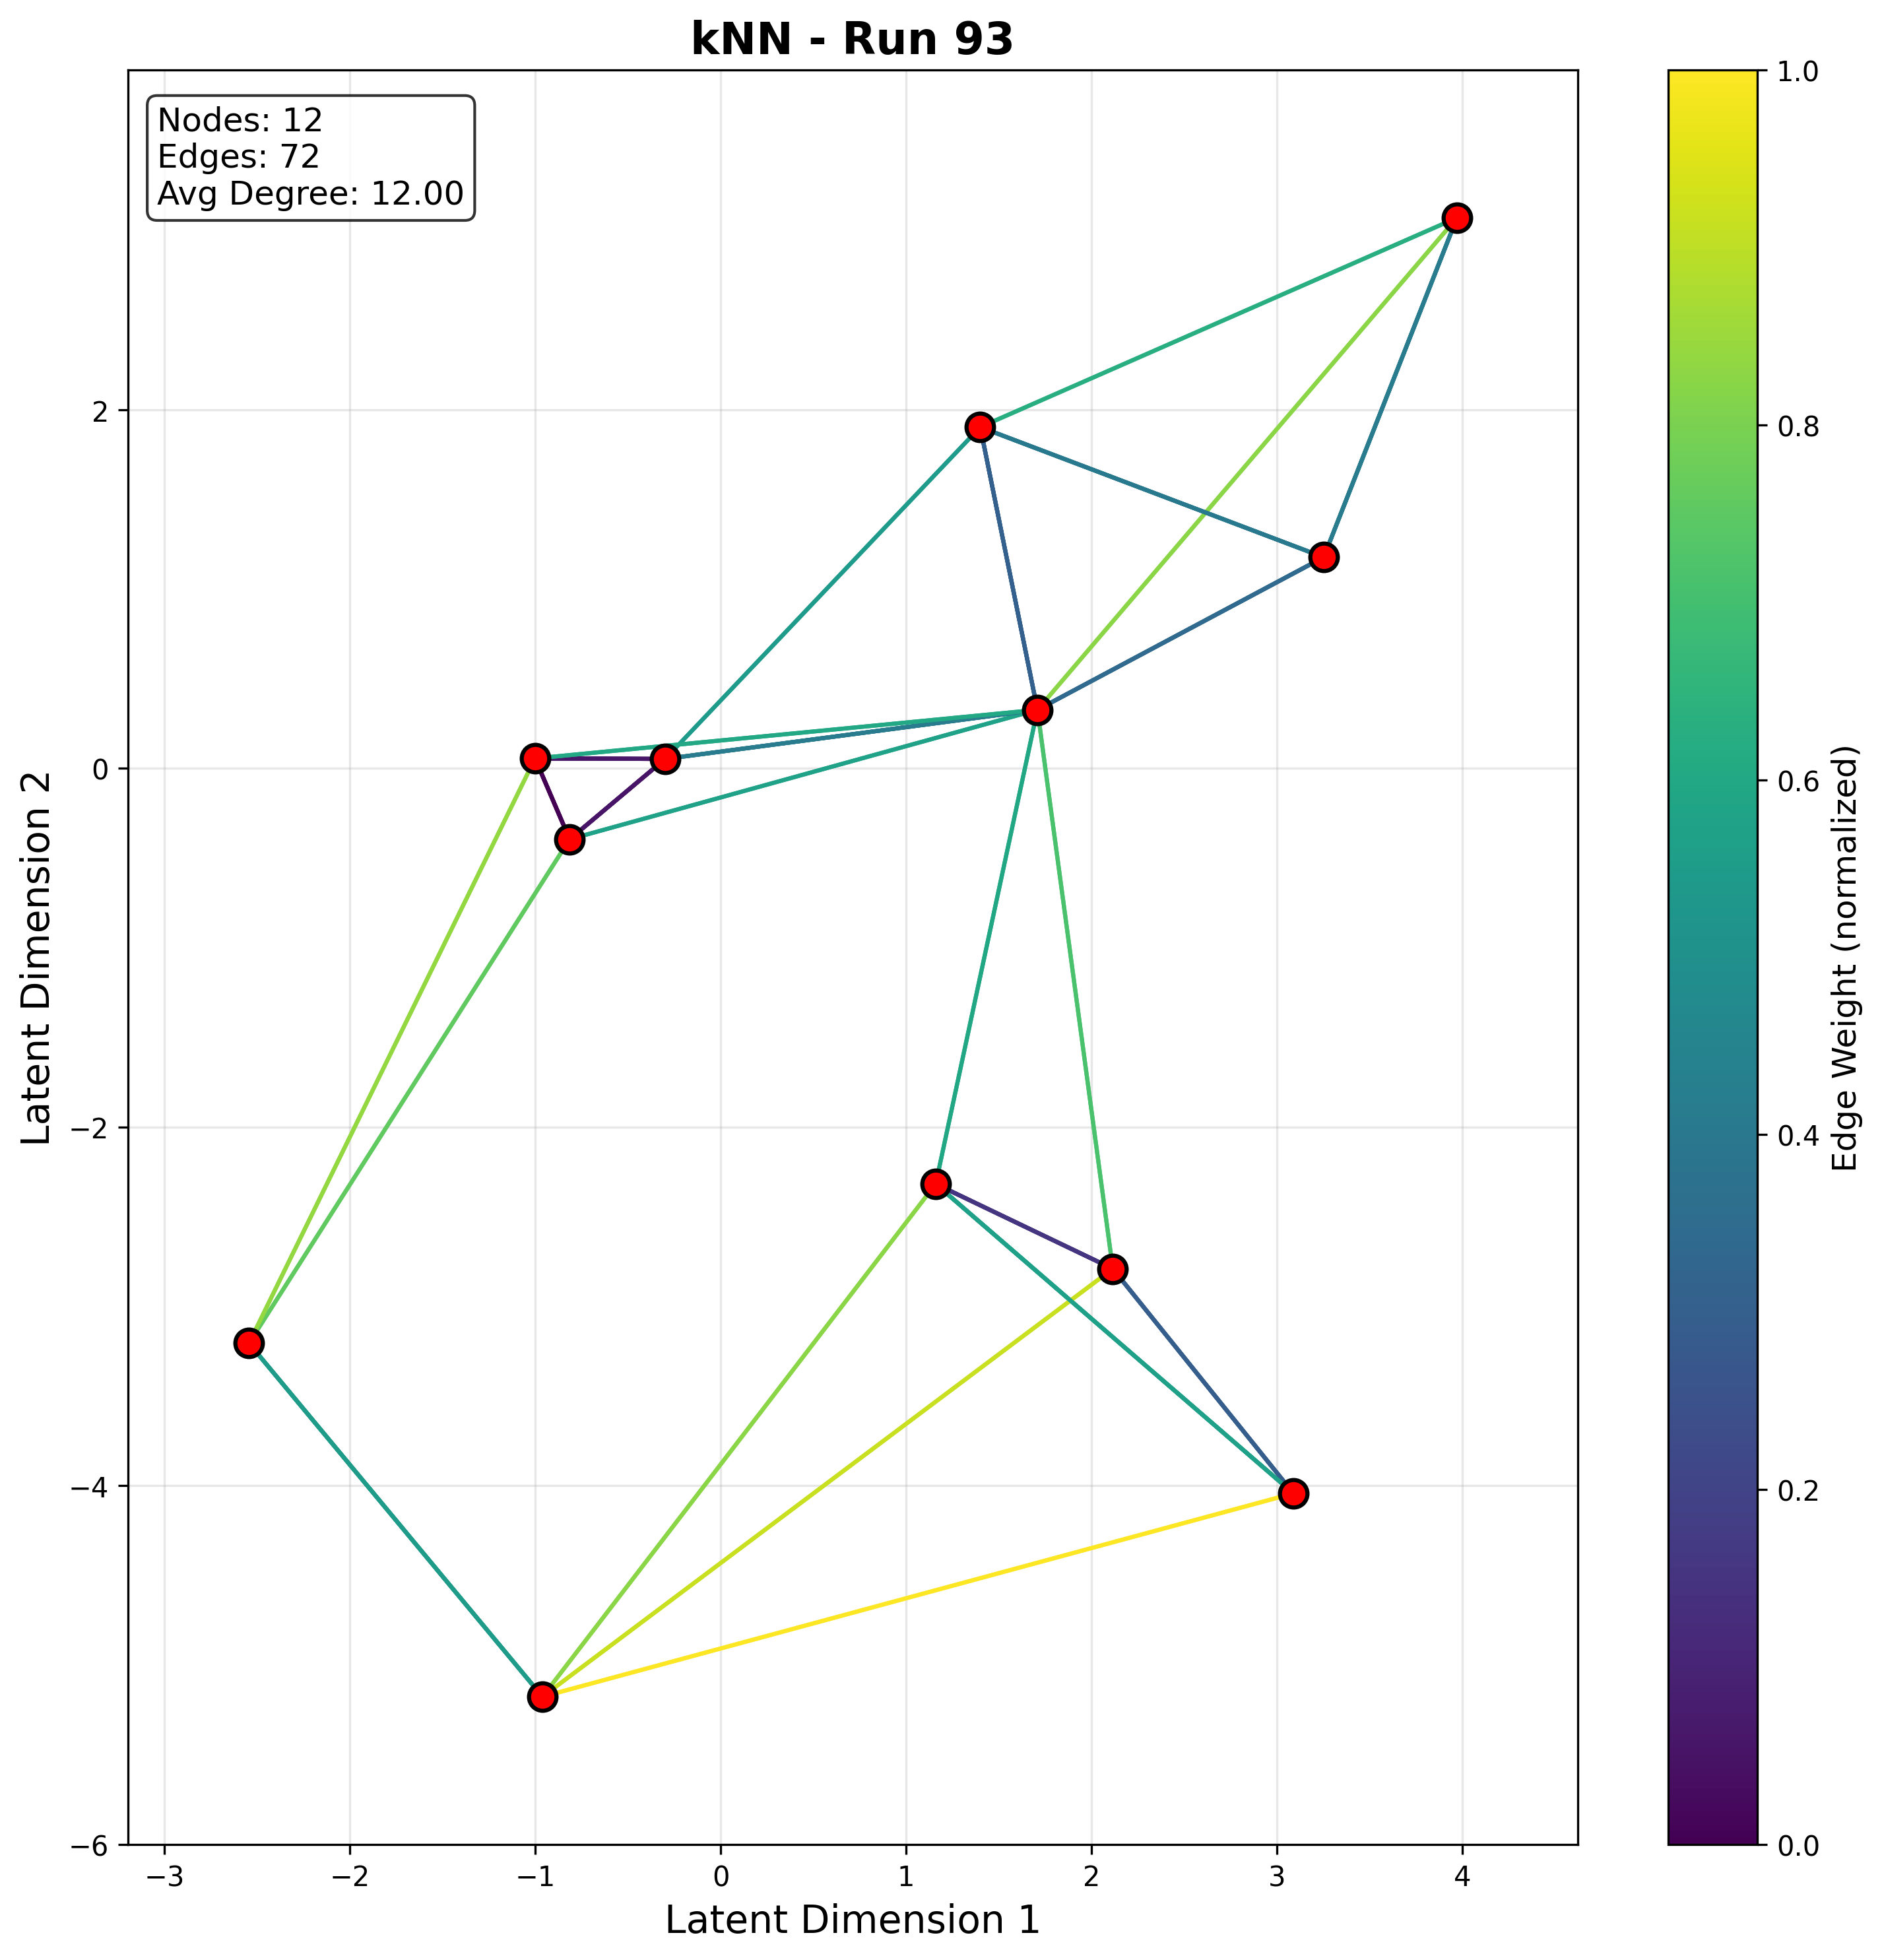 kNN - Run 93
Nodes: 12
Edges: 72
Avg Degree: 12.00
Latent Dimension 2
2
0
−2
−4
−6
−3
−2
−1
0
1
2
3
4
Latent Dimension 1
1.0
0.8
0.6
0.4
0.2
0.0
Edge Weight (normalized)